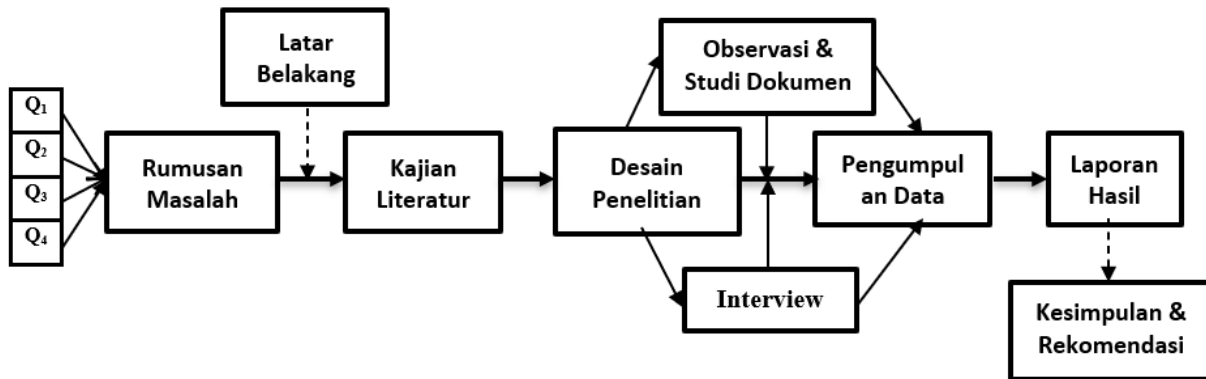 Q1
Q2
Q3
Q4
Rumusan
Masalah
Latar
Belakang
Kajian
Literatur
Desain
Penelitian
Observasi &
Studi Dokumen
Interview
Pengumpul
an Data
Laporan
Hasil
Kesimpulan &
Rekomendasi